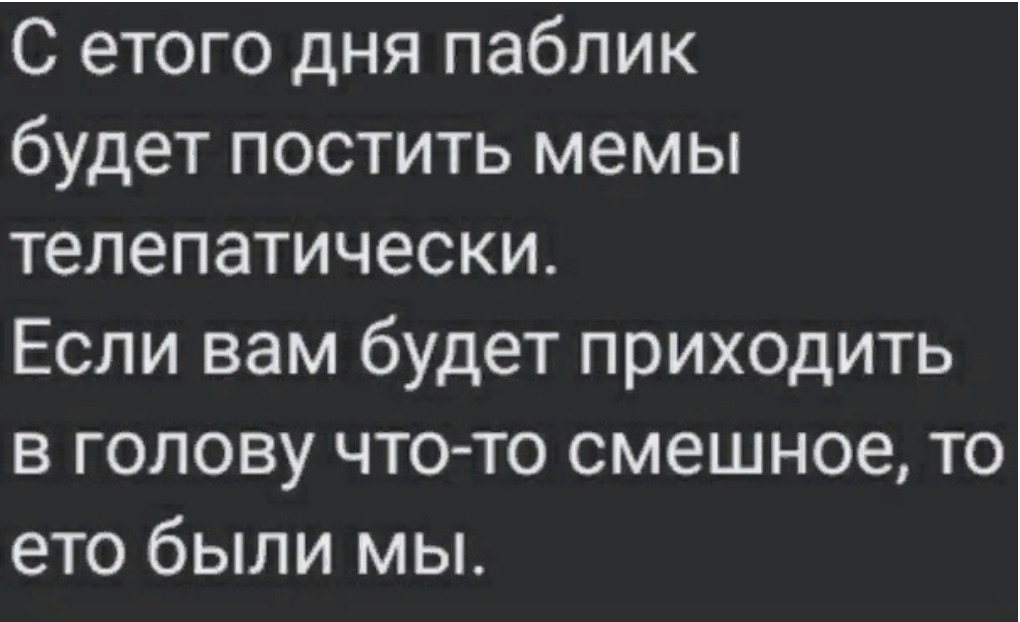 С етого дня паблик
будет постить мемы
телепатически.
Если вам будет приходить
в голову что-то смешное, то
ето были мы.